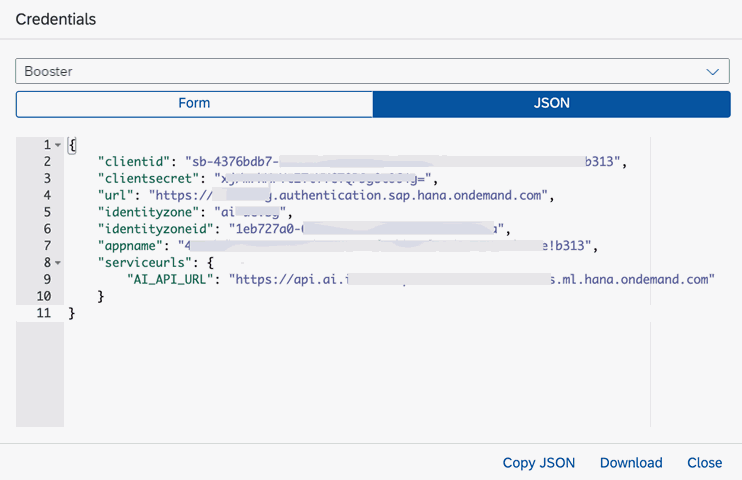 Credentials
Booster
Form JSON
1 {
2 "clientid": "sb-4376bdb7- b313",
3 "clientsecret": =",
4 "url": "https:// g.authentication.sap.hana.ondemand.com",
5 "identityzone": "ai
6 "identityzoneid": "1eb727a0- a",
7 "appname": "4 e!b313",
8 "serviceurls": {
9 "AI_API_URL": "https://api.ai. s.ml.hana.ondemand.com"
10 }
11 }
Copy JSON Download Close